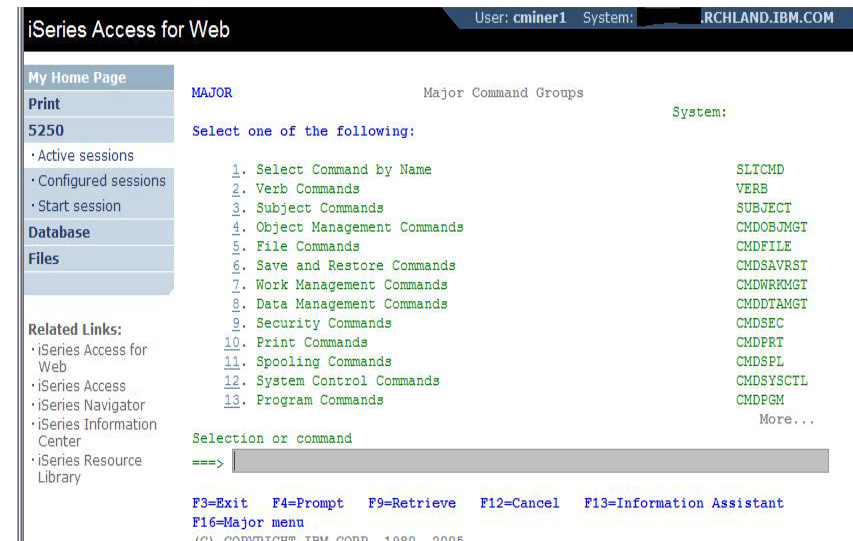 iSeries Access for Web
User: cminer1 System: .RCHLAND.IBM.COM
My Home Page
Print
5250
· Active sessions
· Configured sessions
· Start session
Database
Files
Related Links:
· iSeries Access for
Web
· iSeries Access
· iSeries Navigator
· iSeries Information
Center
· iSeries Resource
Library
MAJOR Major Command Groups
System:
Select one of the following:
1. Select Command by Name SLTCMD
2. Verb Commands VERB
3. Subject Commands SUBJECT
4. Object Management Commands CMDOBJMGT
5. File Commands CMDFILE
6. Save and Restore Commands CMDSAVRST
7. Work Management Commands CMDWRKMGT
8. Data Management Commands CMDDTAMGT
9. Security Commands CMDSEC
10. Print Commands CMDPRT
11. Spooling Commands CMDSPL
12. System Control Commands CMDSYSCTL
13. Program Commands CMDPGM
More...
Selection or command
===>
F3=Exit F4=Prompt F9=Retrieve F12=Cancel F13=Information Assistant
F16=Major menu
(C) COPYRIGHT IBM CORP. 1980, 2005.